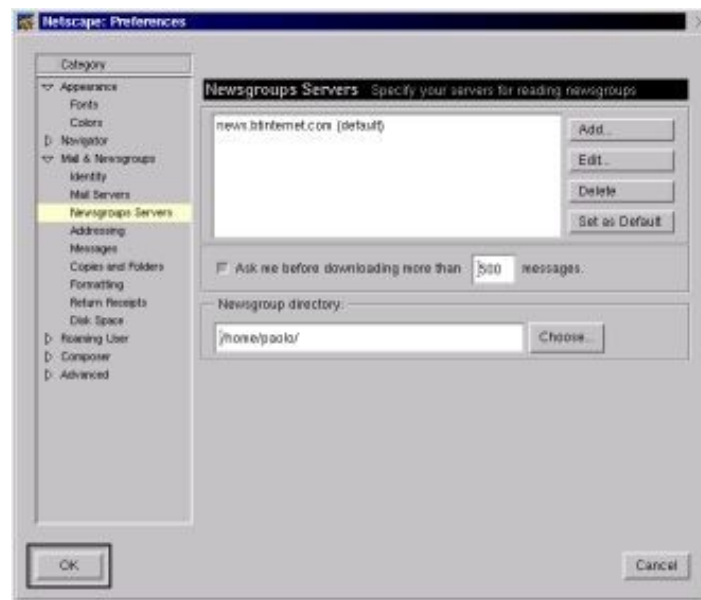 Netscape: Preferences
Category
Appearance
Fonts
Colors
Navigator
Mail & Newsgroups
Identity
Mail Servers
Newsgroups Servers
Addressing
Messages
Copies and Folders
Formatting
Return Receipts
Disk Space
Roaming User
Composer
Advanced
Newsgroups Servers Specify your servers for reading newsgroups
news.btinternet.com (default)
Add...
Edit...
Delete
Set as Default
Ask me before downloading more than 500 messages.
Newsgroup directory:
/home/paolo/
Choose...
OK
Cancel